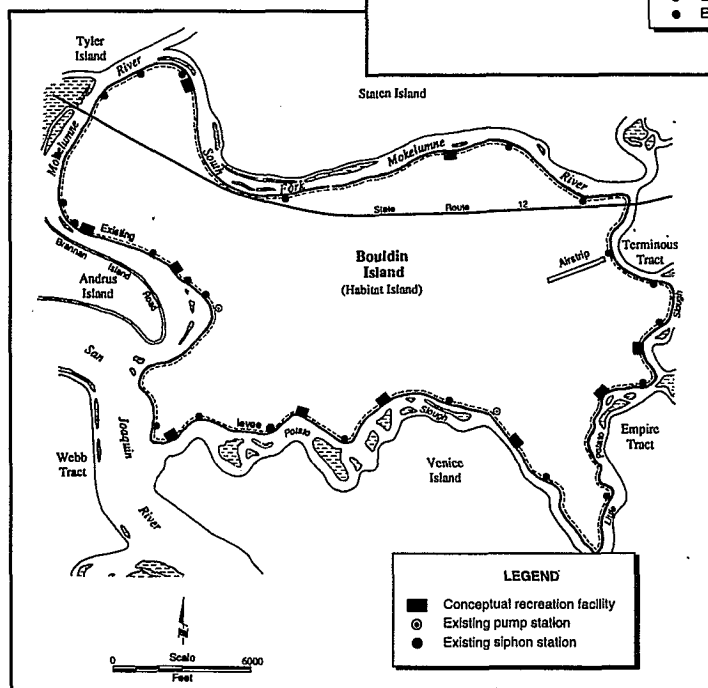 E
Tyler
Island
River
Staten Island
Mokelumne
South
Fork
Mokelumne
River
State Route 12
Existing
Brannan Island Road
Andrus
Island
Bouldin
Island
(Habitat Island)
Airstrip
Terminous
Tract
Slough
San
Joaquin
River
Webb
Tract
levee
Potato
Slough
Venice
Island
Empire
Tract
Potato
Little
LEGEND
Conceptual recreation facility
Existing pump station
Existing siphon station
N
Scale
0 6000
Feet